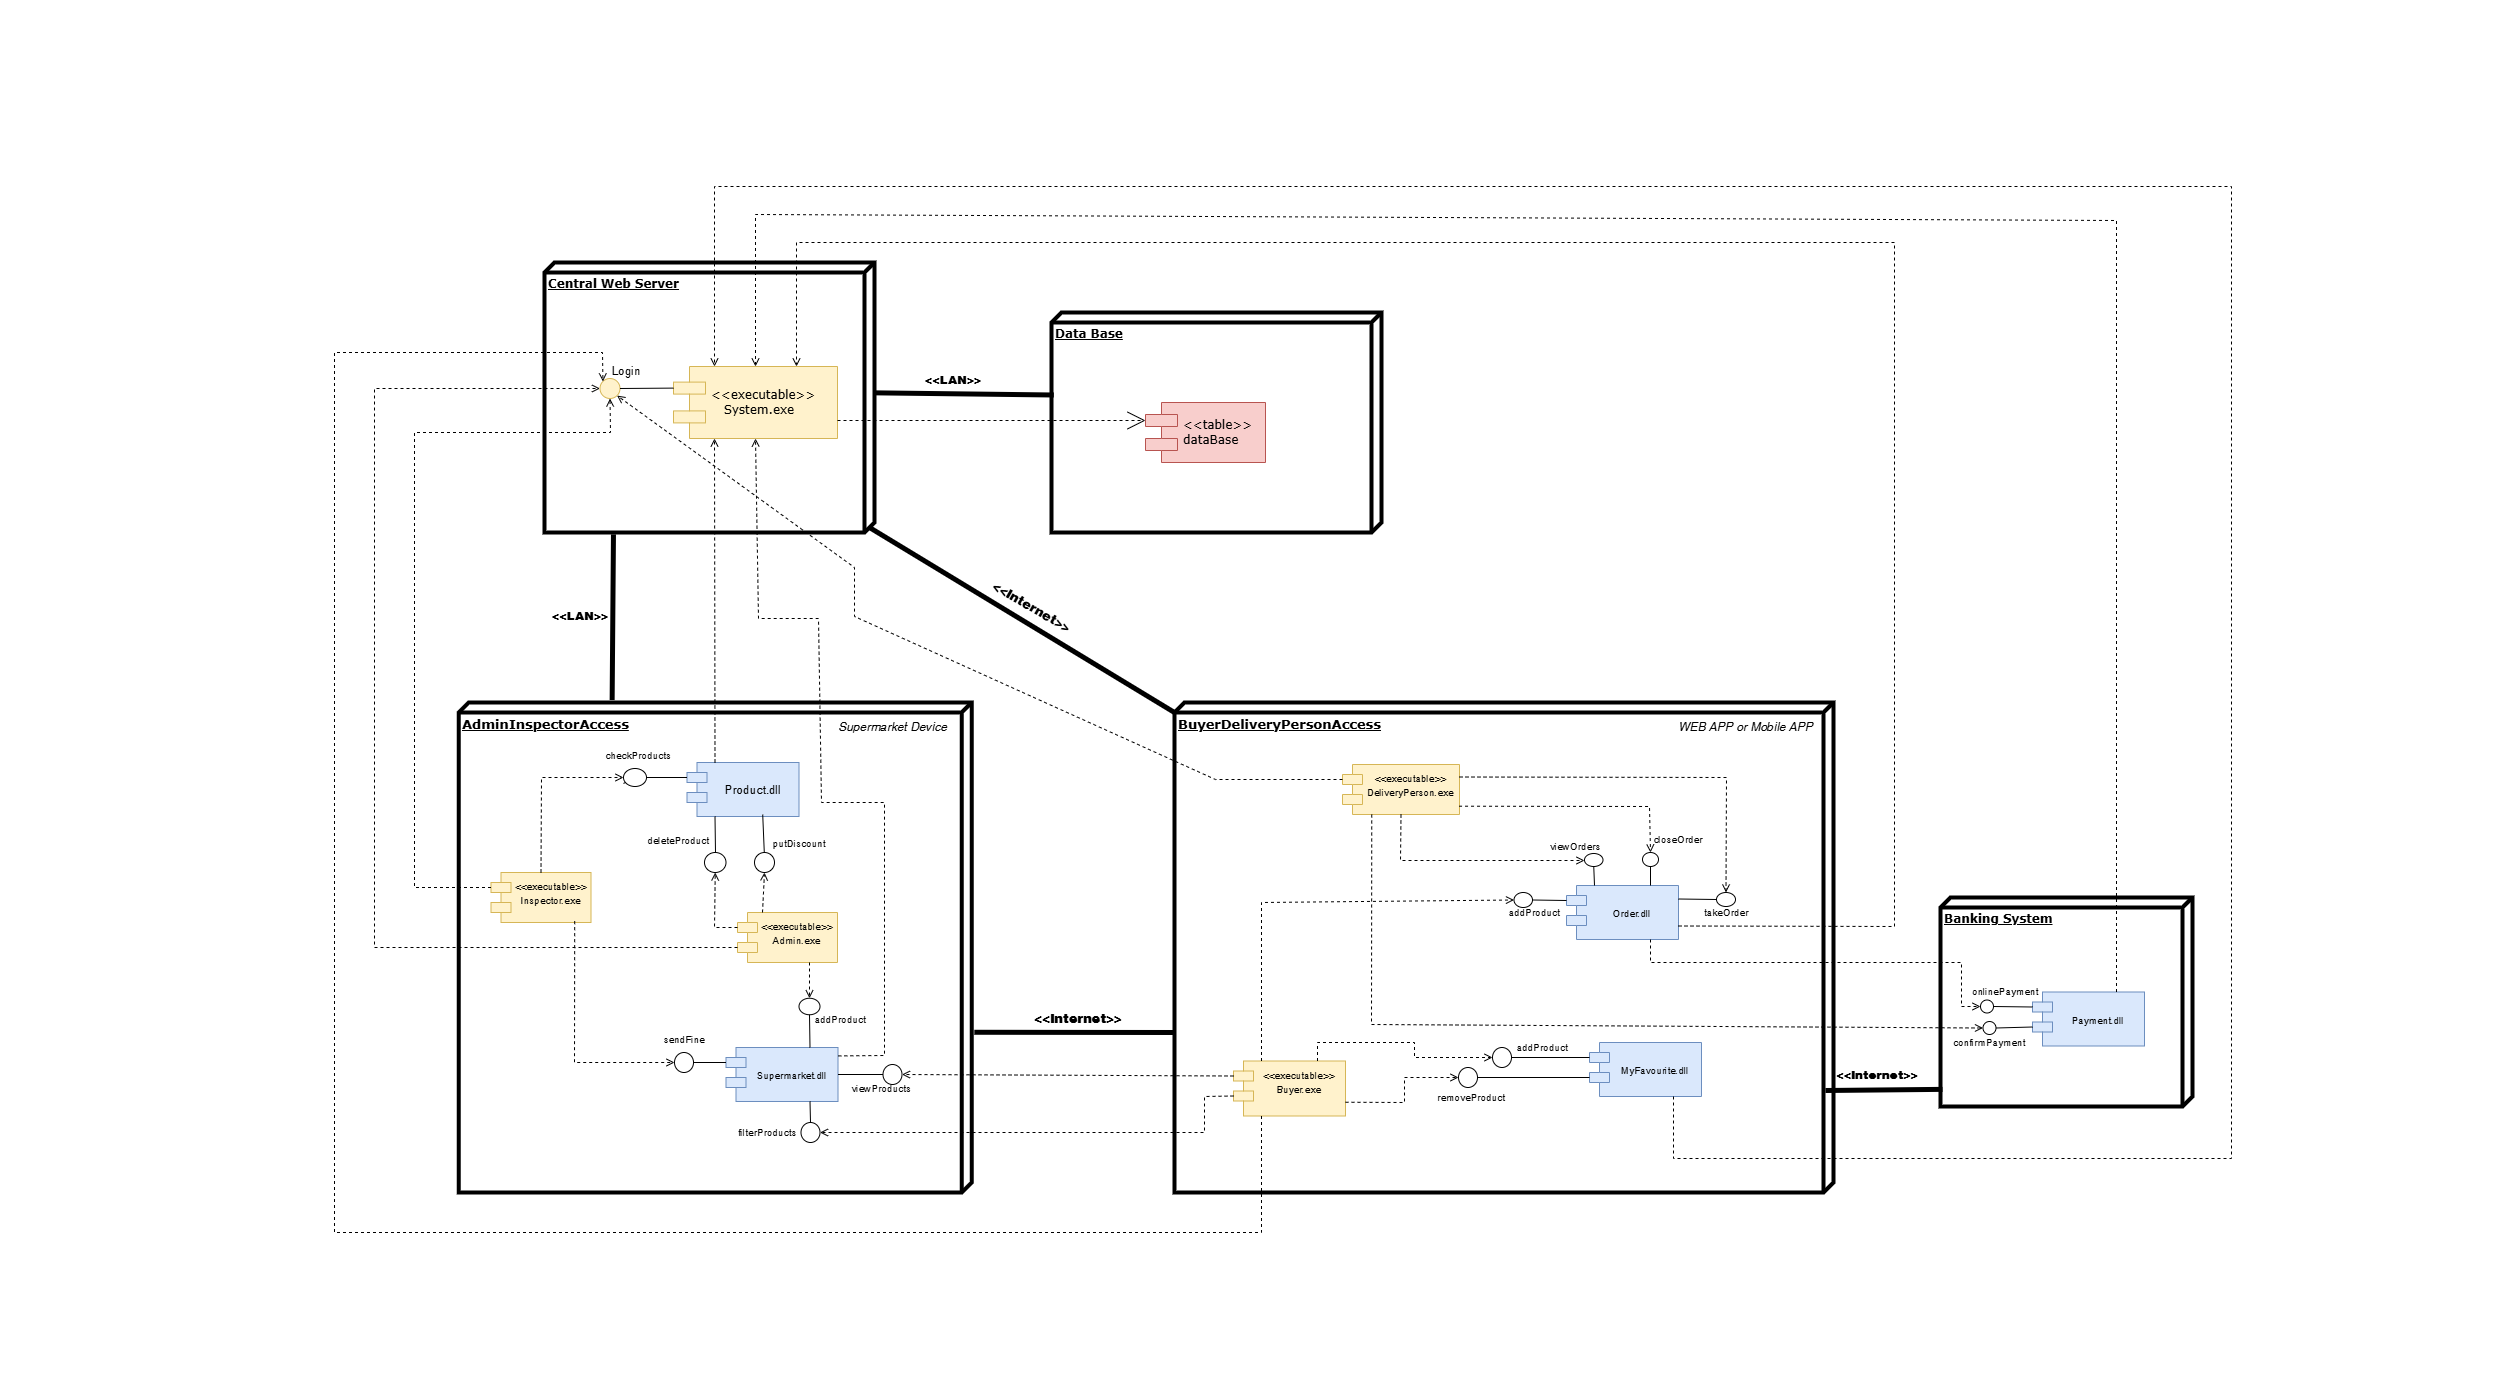 Central Web Server
Login
<<executable>>
System.exe
<<LAN>>
Data Base
<<table>>
dataBase
<<LAN>>
<<Internet>>
AdminInspectorAccess
Supermarket Device
checkProducts
Product.dll
deleteProduct
putDiscount
<<executable>>
Inspector.exe
<<executable>>
Admin.exe
addProduct
sendFine
Supermarket.dll
viewProducts
filterProducts
<<Internet>>
BuyerDeliveryPersonAccess
WEB APP or Mobile APP
<<executable>>
DeliveryPerson.exe
viewOrders
closeOrder
addProduct
Order.dll
takeOrder
<<executable>>
Buyer.exe
addProduct
removeProduct
MyFavourite.dll
<<Internet>>
Banking System
onlinePayment
Payment.dll
confirmPayment